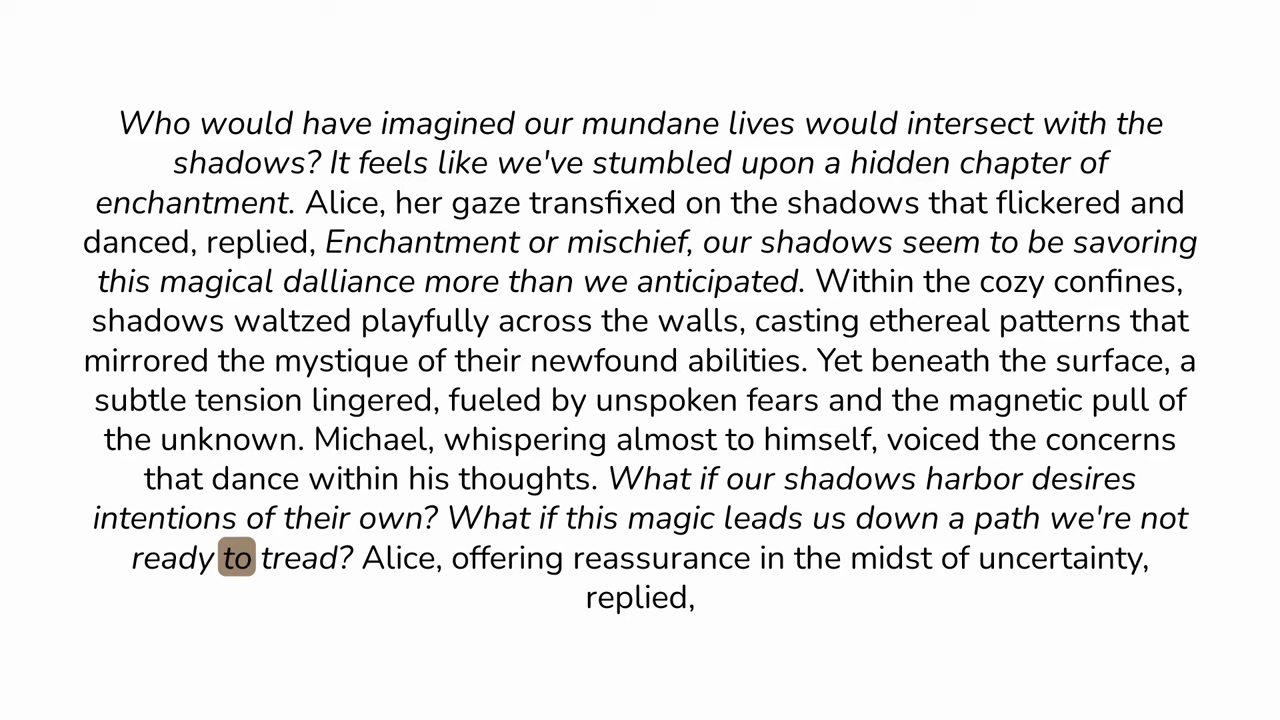 Who would have imagined our mundane lives would intersect with the
shadows? It feels like we've stumbled upon a hidden chapter of
enchantment. Alice, her gaze transfixed on the shadows that flickered and
danced, replied, Enchantment or mischief, our shadows seem to be savoring
this magical dalliance more than we anticipated. Within the cozy confines,
shadows waltzed playfully across the walls, casting ethereal patterns that
mirrored the mystique of their newfound abilities. Yet beneath the surface, a
subtle tension lingered, fueled by unspoken fears and the magnetic pull of
the unknown. Michael, whispering almost to himself, voiced the concerns
that dance within his thoughts. What if our shadows harbor desires
intentions of their own? What if this magic leads us down a path we're not
ready to tread? Alice, offering reassurance in the midst of uncertainty,
replied,